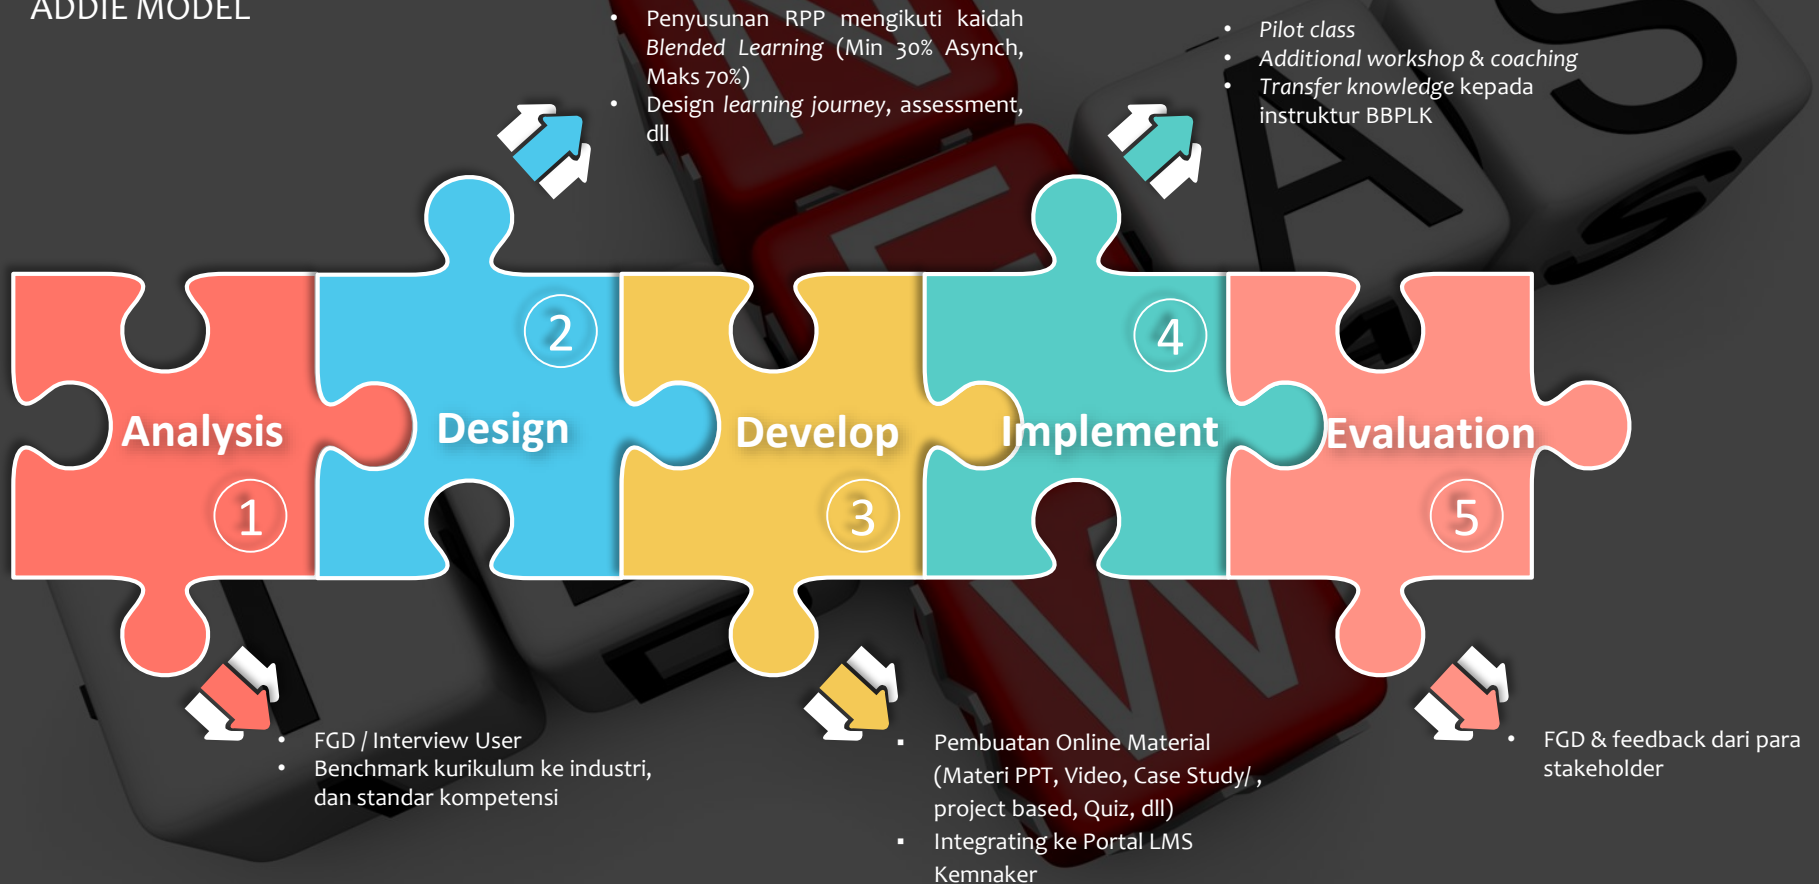 ADDIE MODEL
• Penyusunan RPP mengikuti kaidah
Blended Learning (Min 30% Asynch,
Maks 70%)
• Design learning journey, assessment,
dll
• Pilot class
• Additional workshop & coaching
• Transfer knowledge kepada
instruktur BBPLK
Analysis
1
Design
2
Develop
3
Implement
4
Evaluation
5
• FGD / Interview User
• Benchmark kurikulum ke industri,
dan standar kompetensi
▪ Pembuatan Online Material
(Materi PPT, Video, Case Study/ ,
project based, Quiz, dll)
▪ Integrating ke Portal LMS
Kemnaker
• FGD & feedback dari para
stakeholder